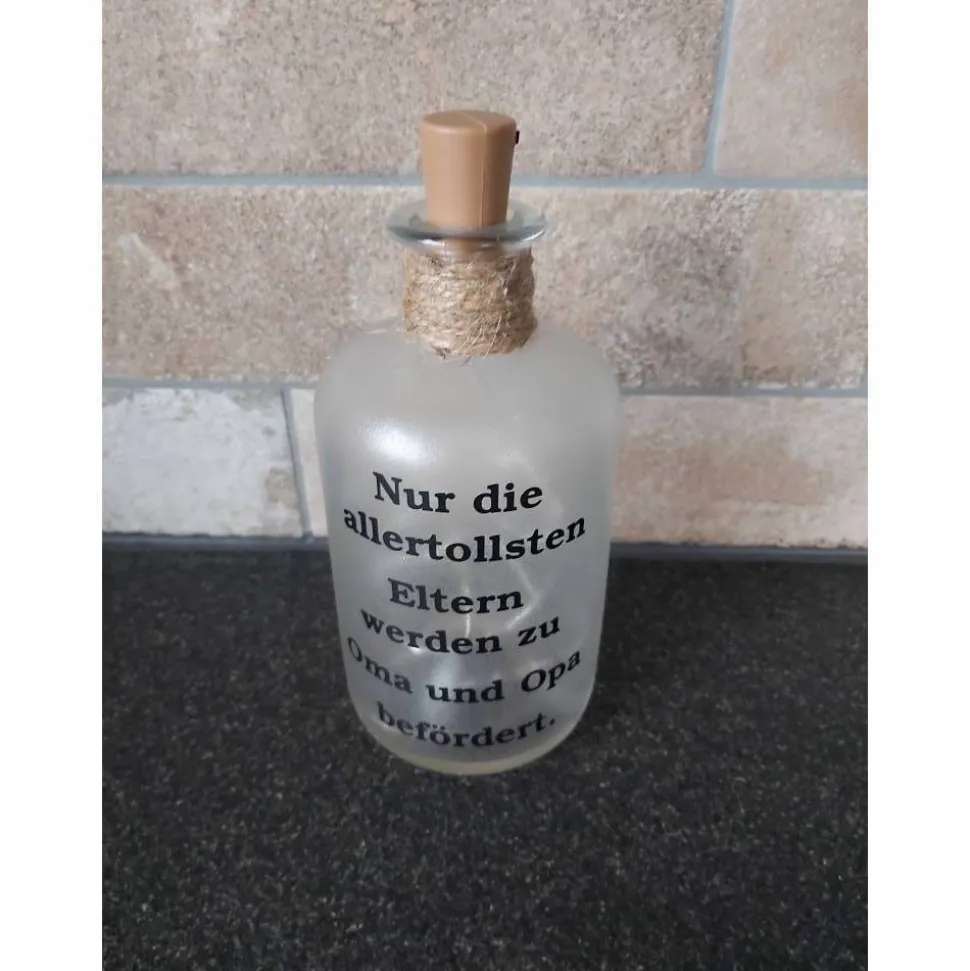 Nur die
allertollsten
Eltern
werden zu
Oma und Opa
befördert.